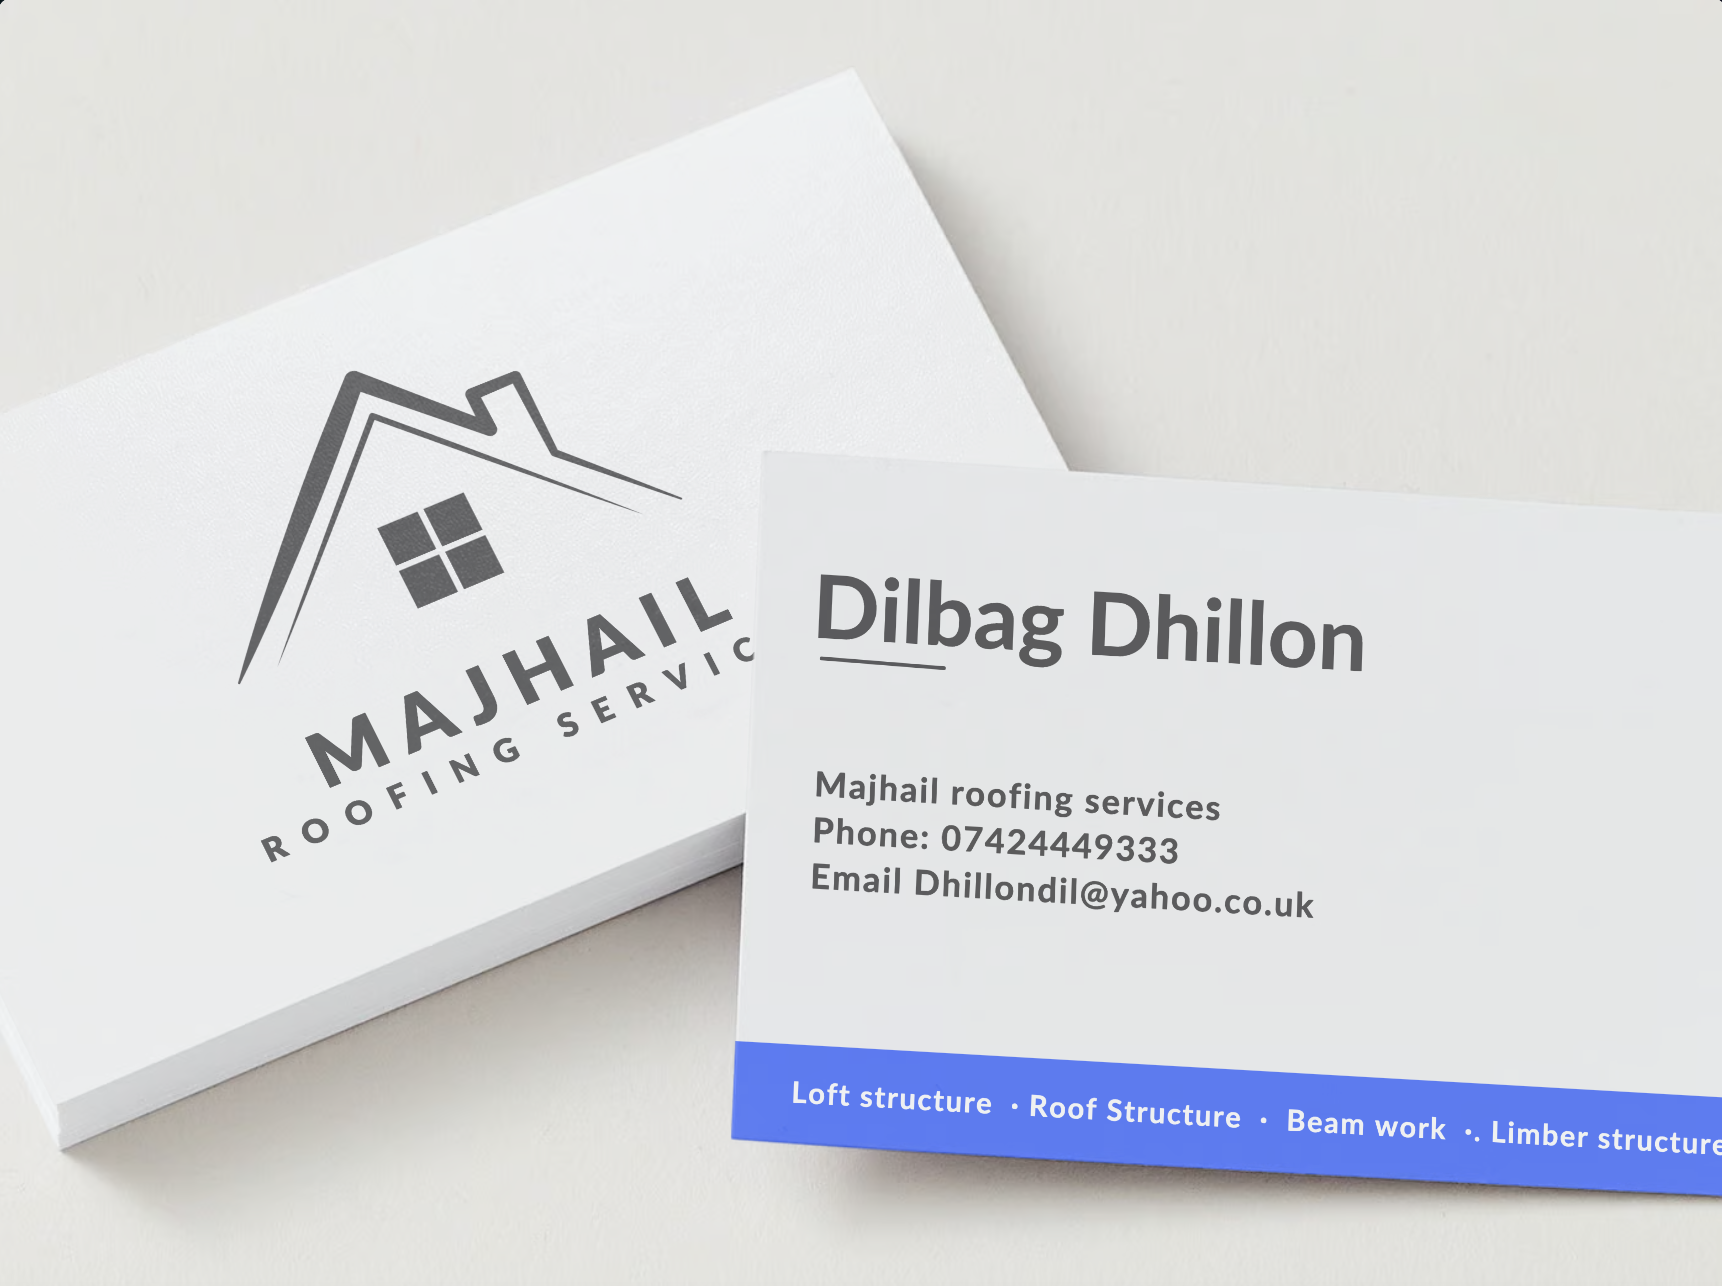 MAJHAIL
ROOFING SERVIC
Dilbag Dhillon
Majhail roofing services
Phone: 07424449333
Email Dhillondil@yahoo.co.uk
Loft structure · Roof Structure · Beam work ·. Limber structure